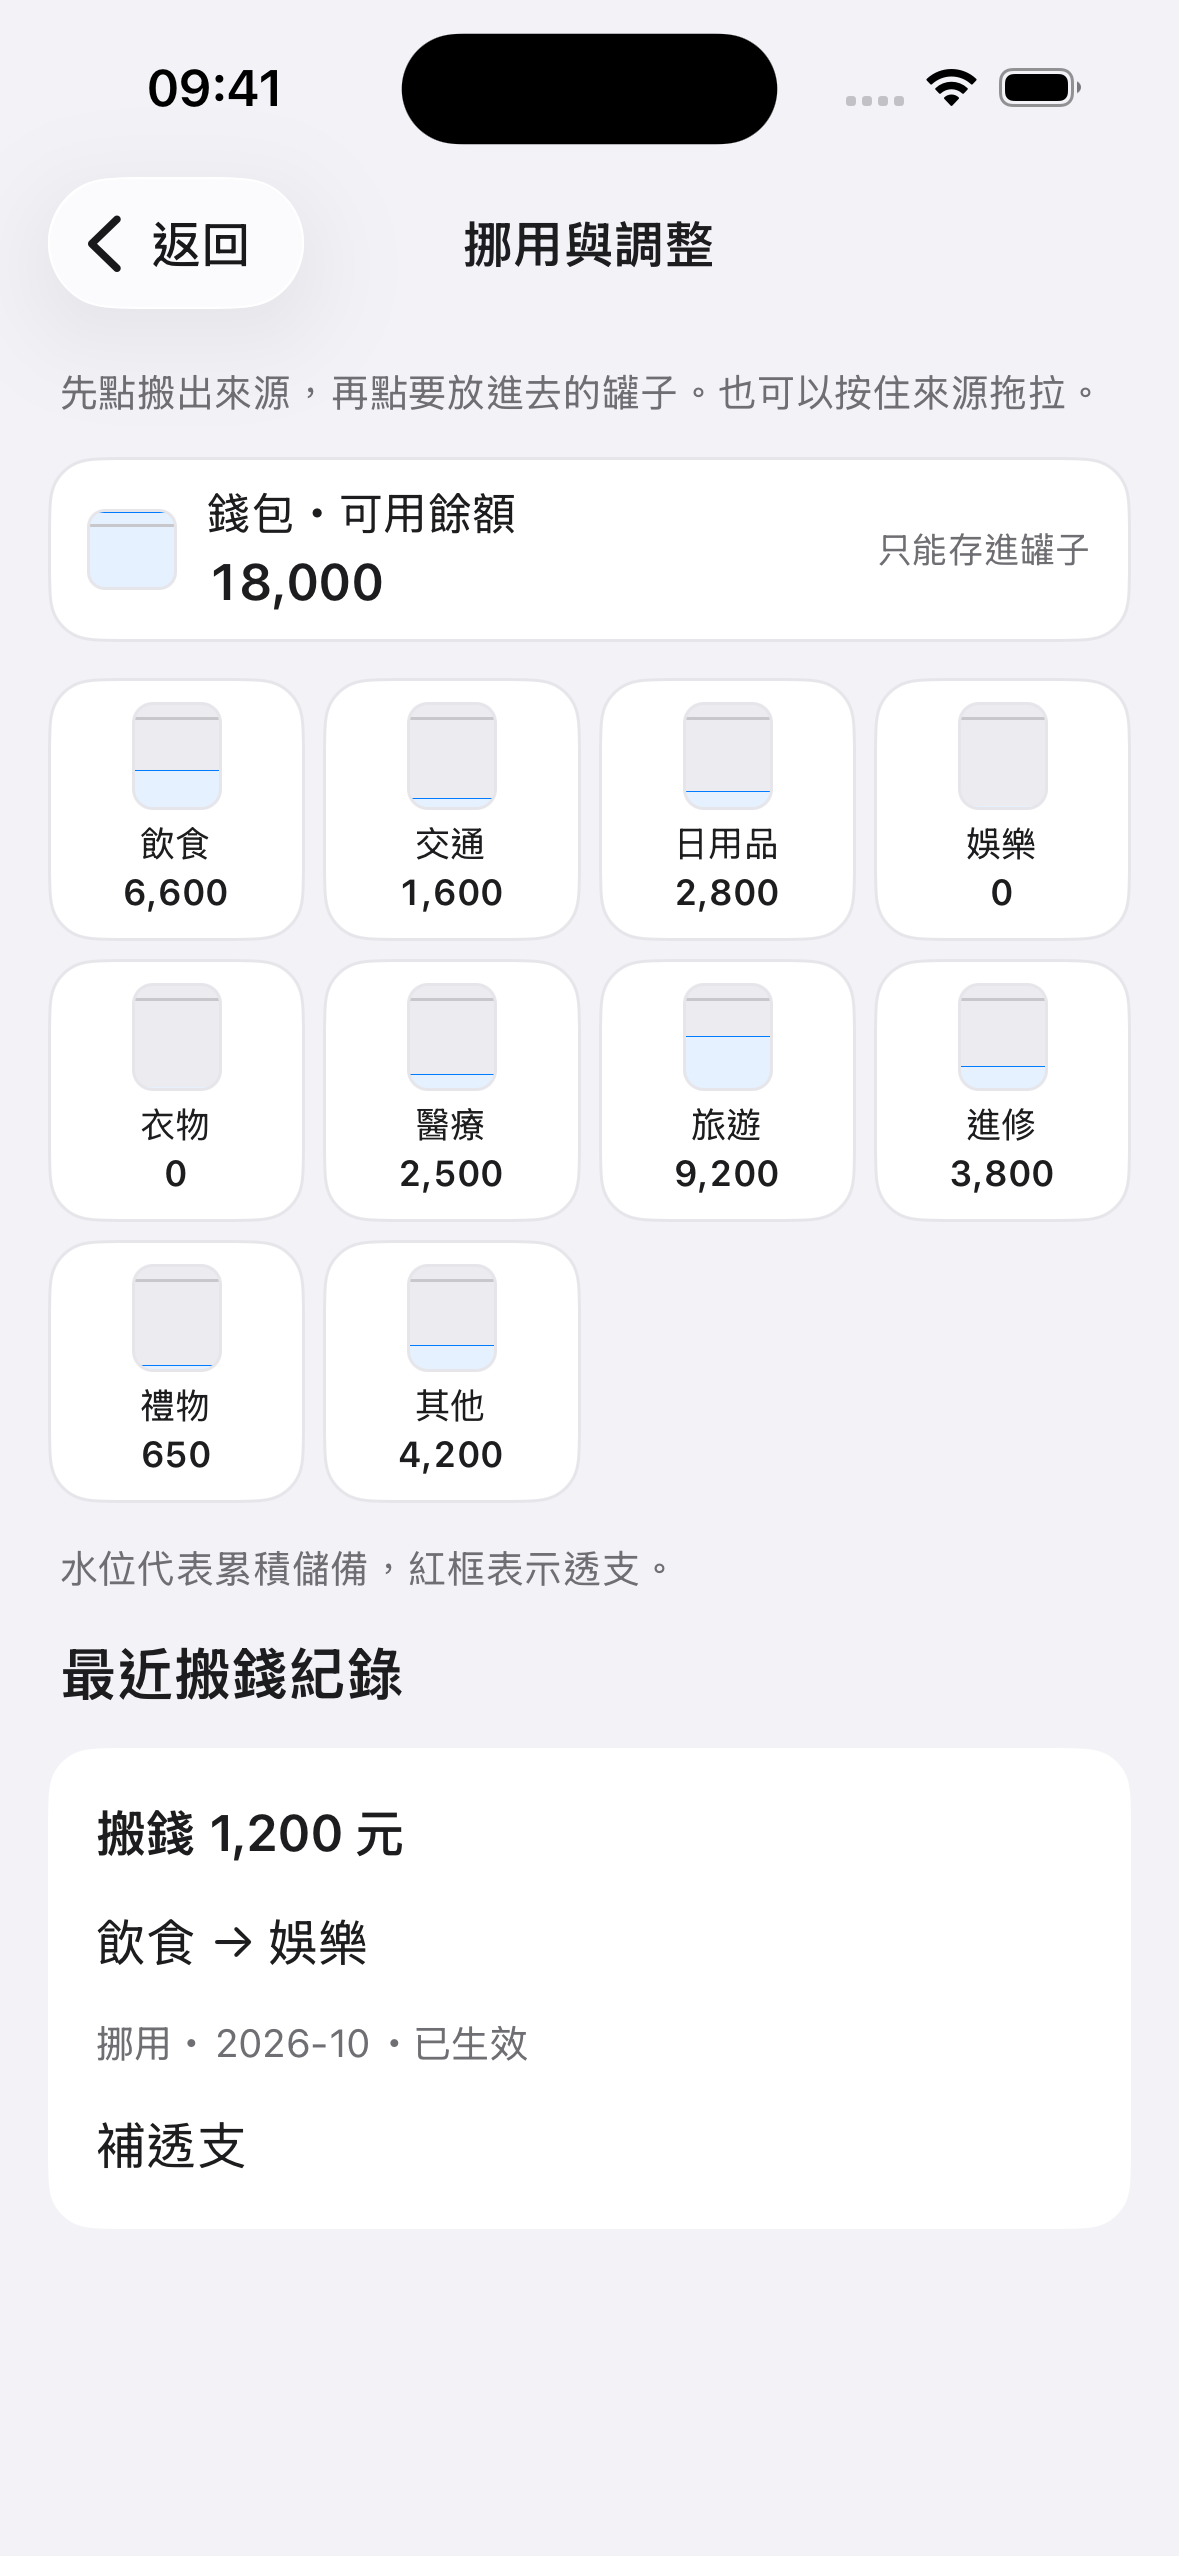 09:41
返回
挪用與調整
先點搬出來源，再點要放進去的罐子。也可以按住來源拖拉。
錢包・可用餘額
18,000
只能存進罐子
飲食
6,600
交通
1,600
日用品
2,800
娛樂
0
衣物
0
醫療
2,500
旅遊
9,200
進修
3,800
禮物
650
其他
4,200
水位代表累積儲備，紅框表示透支。
最近搬錢紀錄
搬錢 1,200 元
飲食 → 娛樂
挪用・2026-10・已生效
補透支